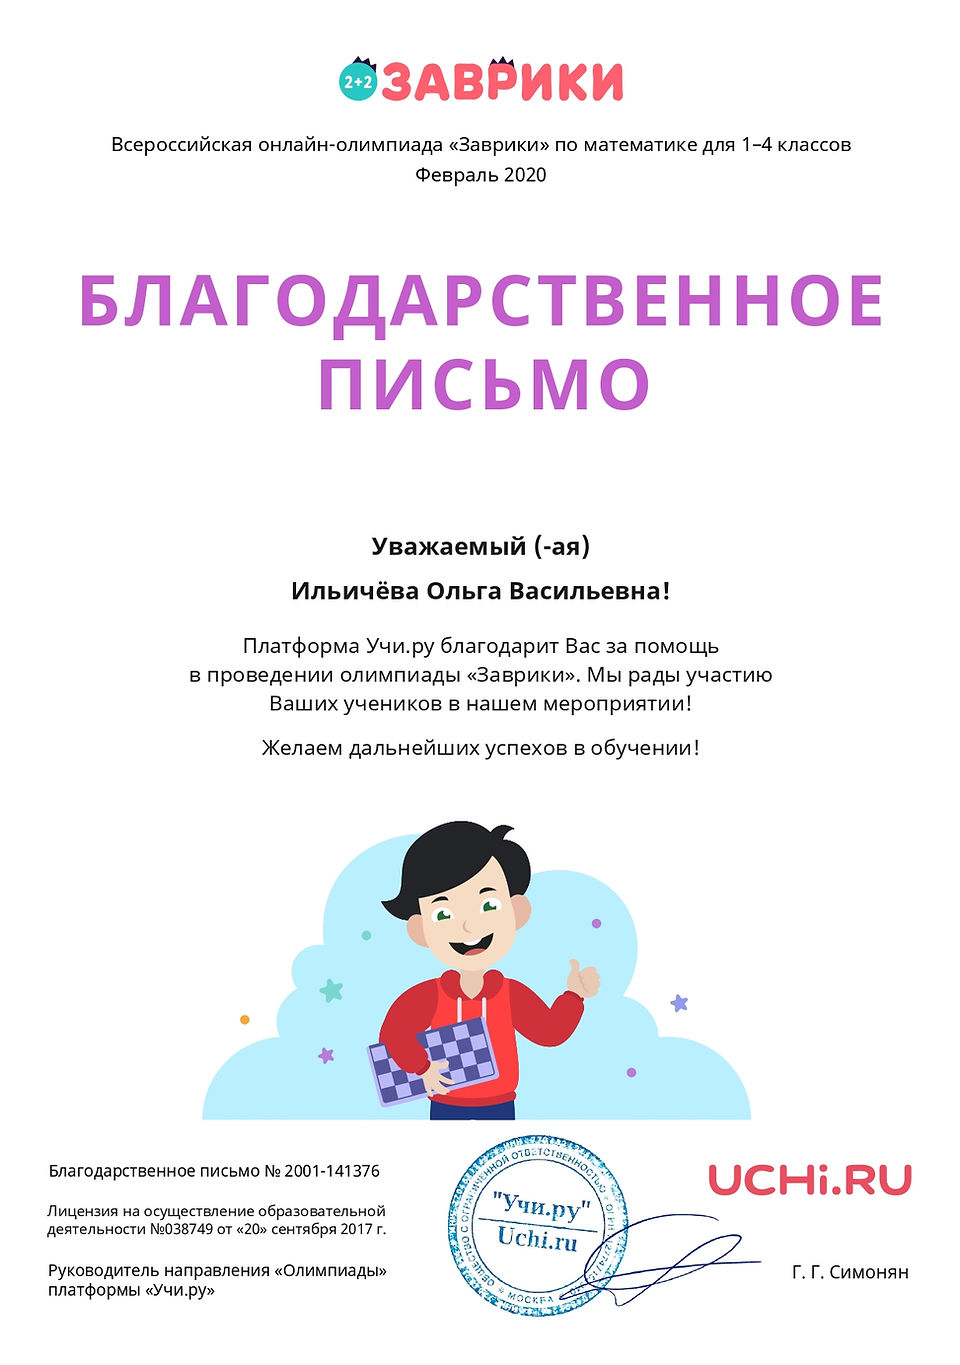 2+2 ЗАВРИКИ
Всероссийская онлайн-олимпиада «Заврики» по математике для 1–4 классов
Февраль 2020
БЛАГОДАРСТВЕННОЕ
ПИСЬМО
Уважаемый (-ая)
Ильичёва Ольга Васильевна!
Платформа Учи.ру благодарит Вас за помощь
в проведении олимпиады «Заврики». Мы рады участию
Ваших учеников в нашем мероприятии!
Желаем дальнейших успехов в обучении!
Благодарственное письмо № 2001-141376
Лицензия на осуществление образовательной
деятельности №038749 от «20» сентября 2017 г.
Руководитель направления «Олимпиады»
платформы «Учи.ру»
ОБЩЕСТВО С ОГРАНИЧЕННОЙ ОТВЕТСТВЕННОСТЬЮ
МОСКВА
"Учи.ру"
Uchi.ru
UCHi.RU
Г. Г. Симонян